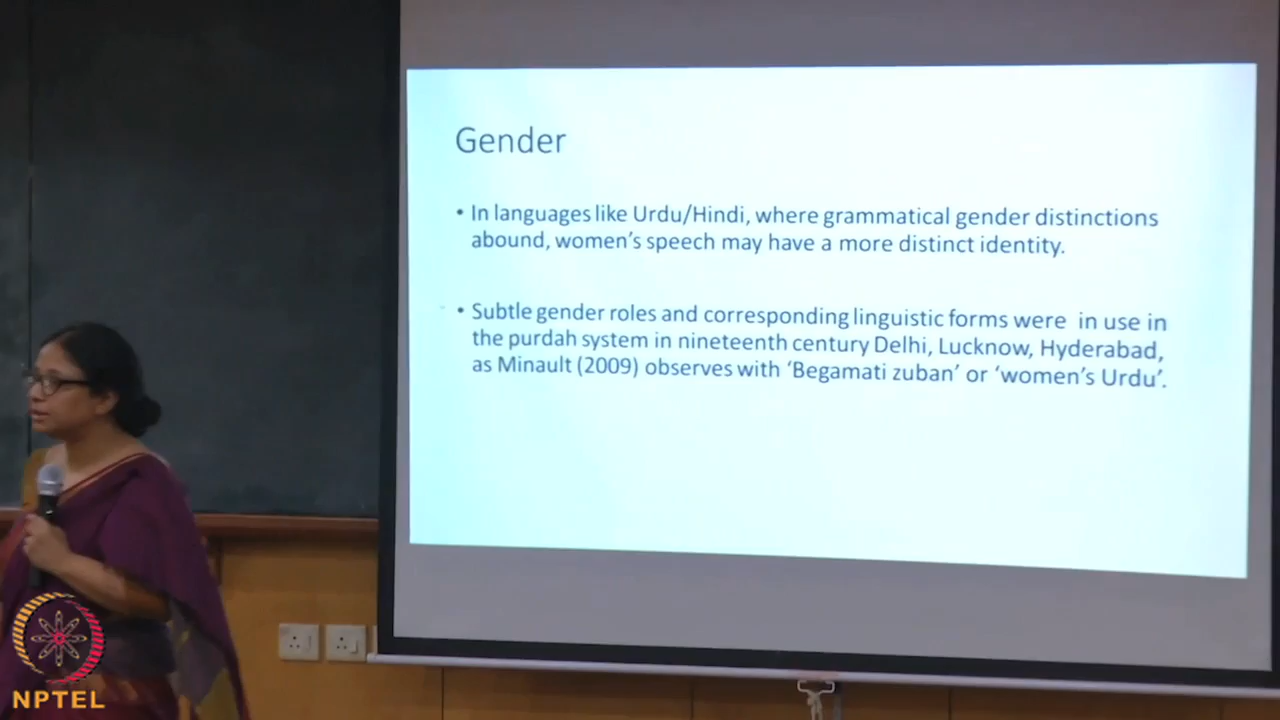 Gender
• In languages like Urdu/Hindi, where grammatical gender distinctions
abound, women's speech may have a more distinct identity.
• Subtle gender roles and corresponding linguistic forms were in use in
the purdah system in nineteenth century Delhi, Lucknow, Hyderabad,
as Minault (2009) observes with ‘Begamati zuban’ or ‘women's Urdu’.
NPTEL